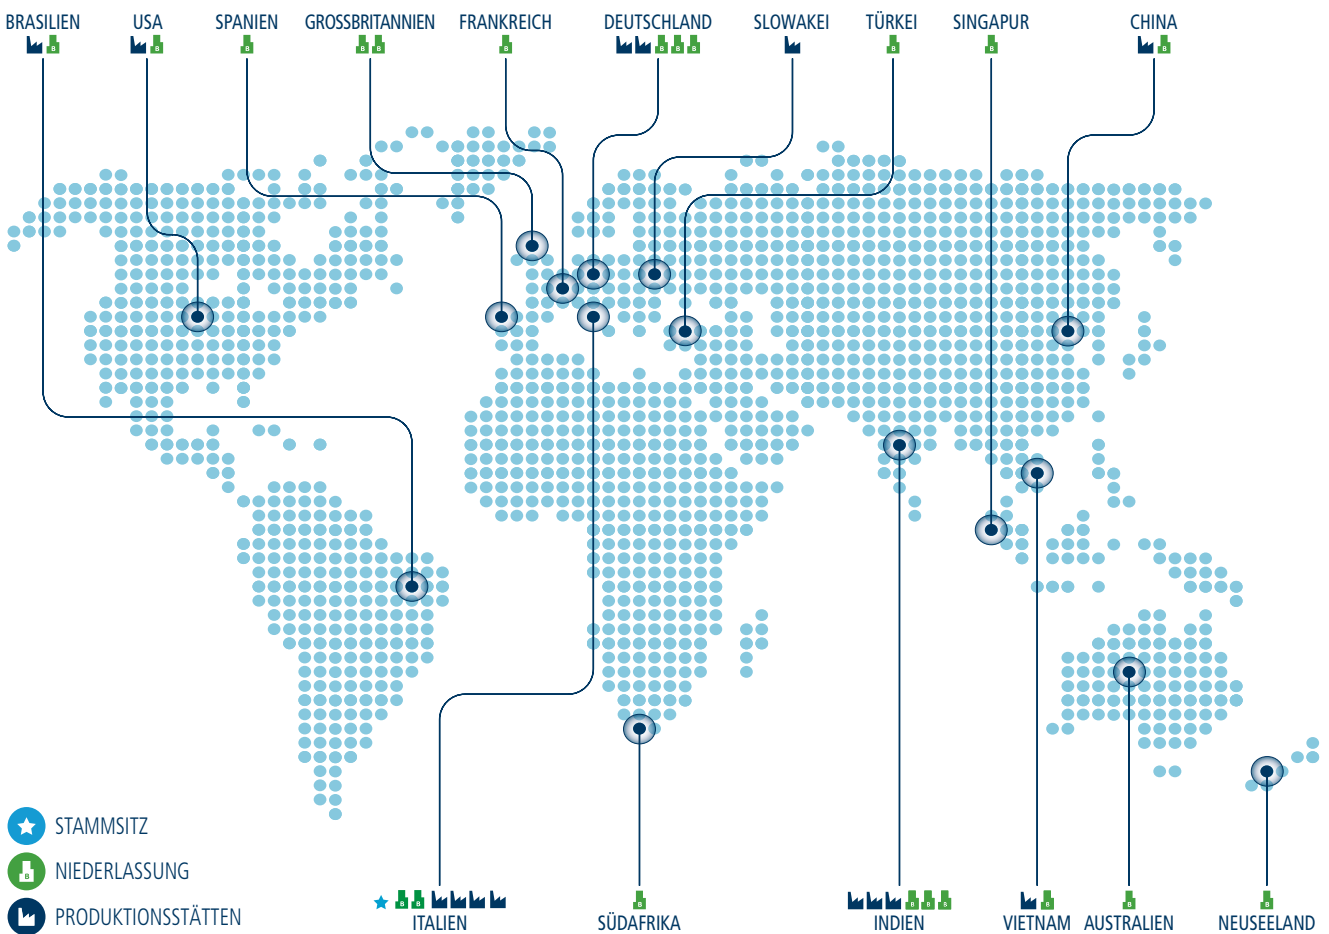 BRASILIEN
USA
SPANIEN
GROSSBRITANNIEN
FRANKREICH
DEUTSCHLAND
SLOWAKEI
TÜRKEI
SINGAPUR
CHINA
STAMMSITZ
NIEDERLASSUNG
PRODUKTIONSSTÄTTEN
ITALIEN
SÜDAFRIKA
INDIEN
VIETNAM
AUSTRALIEN
NEUSEELAND